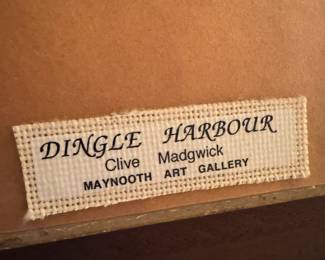 DINGLE HARBOUR
Clive Madgwick
MAYNOOTH ART GALLERY